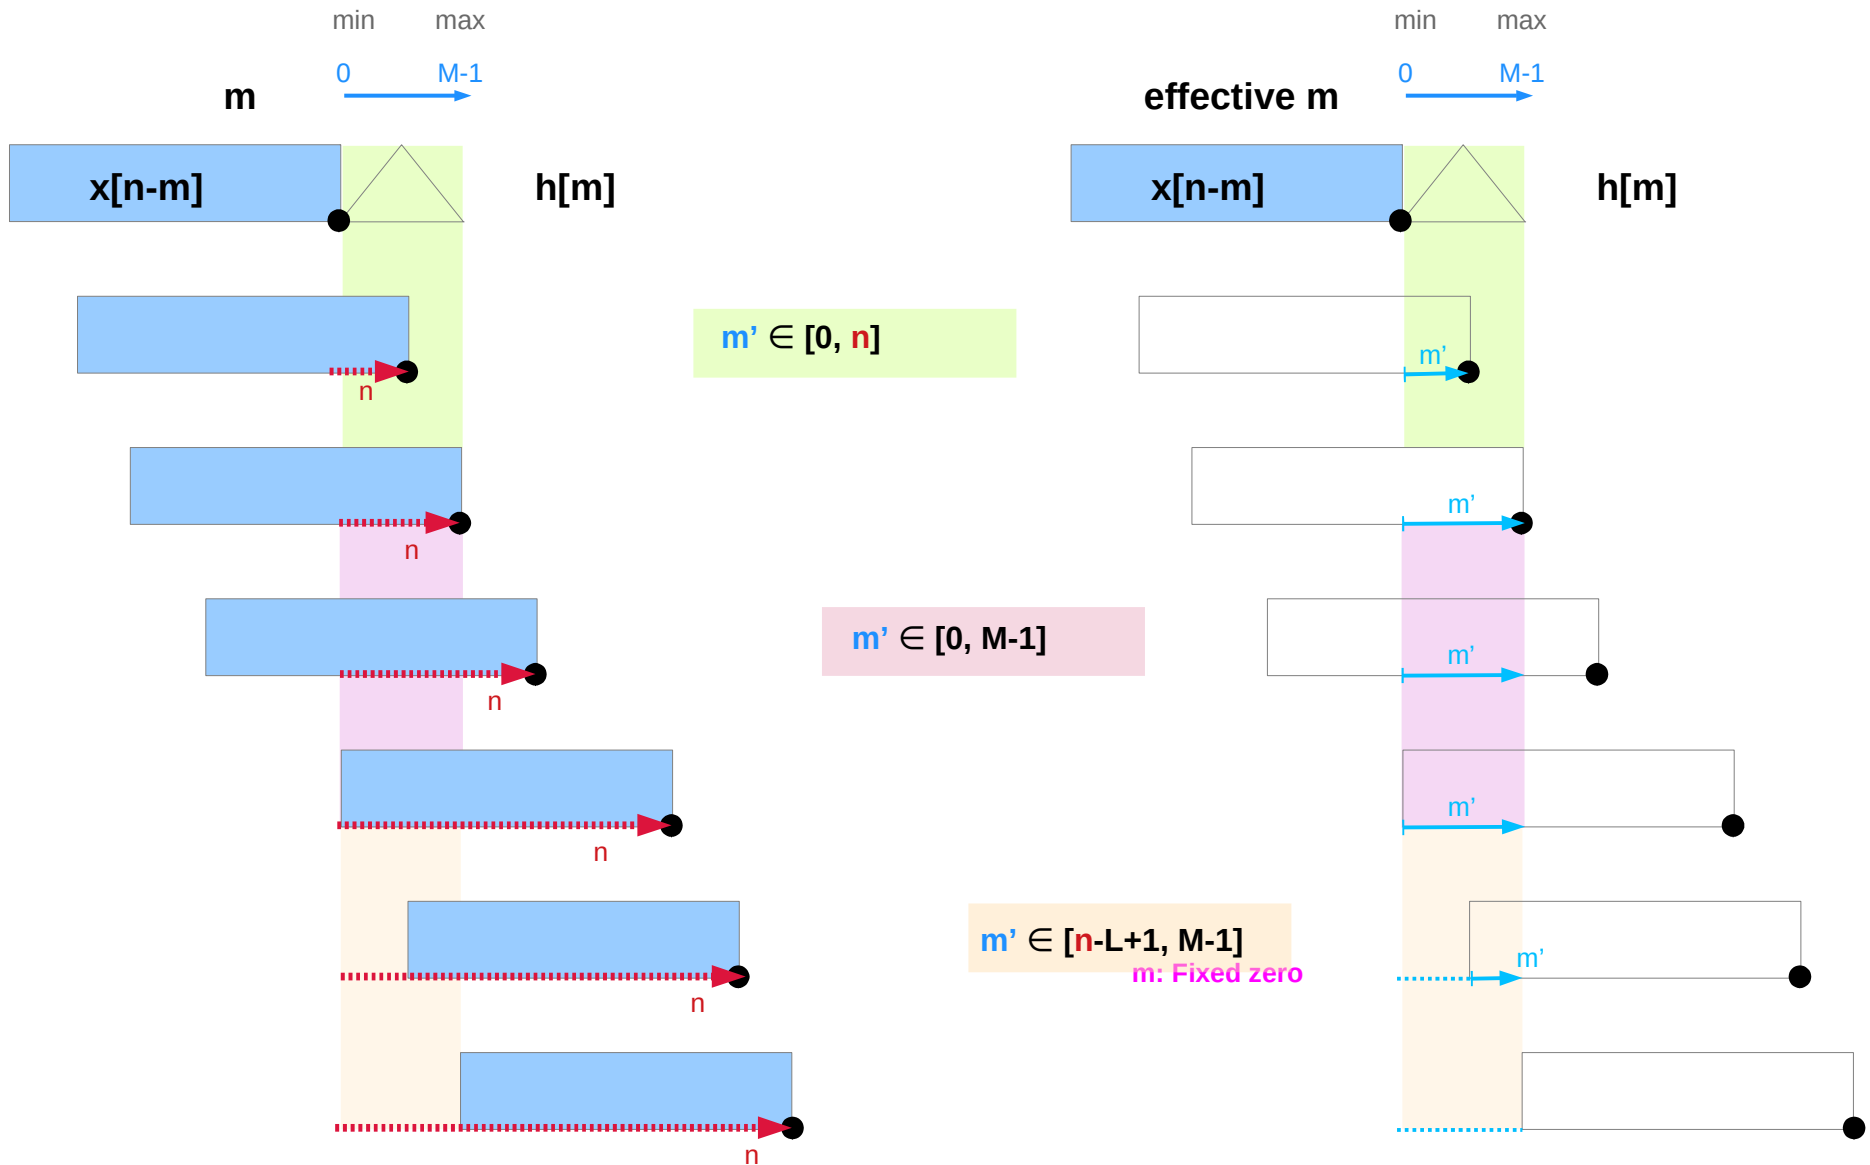 min max min max
0 M-1 0 M-1
m effective m
x[n-m] h[m] x[n-m] h[m]
m’ ∈ [0, n]
m’
n
m’
n
m’ ∈ [0, M-1]
m’
n
m’
n
m’ ∈ [n-L+1, M-1]
m’
m: Fixed zero
n
n